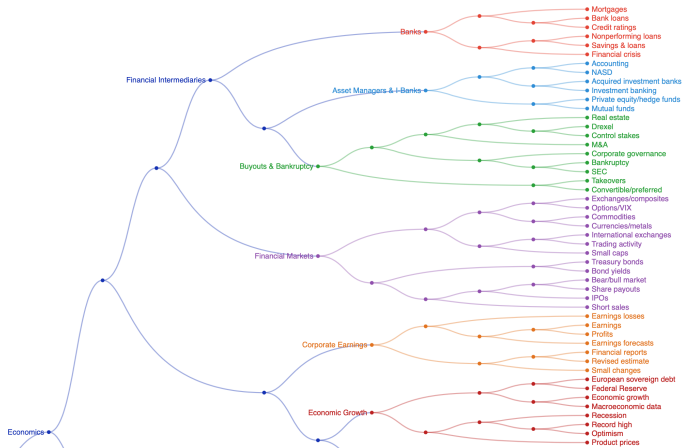 Mortgages
Bank loans
Credit ratings
Banks
Nonperforming loans
Savings & loans
Financial crisis
Accounting
NASD
Financial Intermediaries
Acquired investment banks
Asset Managers & I-Banks
Investment banking
Private equity/hedge funds
Mutual funds
Real estate
Drexel
Control stakes
M&A
Corporate governance
Buyouts & Bankruptcy
Bankruptcy
SEC
Takeovers
Convertible/preferred
Exchanges/composites
Options/VIX
Commodities
Currencies/metals
International exchanges
Trading activity
Small caps
Financial Markets
Treasury bonds
Bond yields
Bear/bull market
Share payouts
IPOs
Short sales
Earnings losses
Earnings
Profits
Corporate Earnings
Earnings forecasts
Financial reports
Revised estimate
Small changes
European sovereign debt
Federal Reserve
Economic growth
Macroeconomic data
Economic Growth
Recession
Record high
Economics
Optimism
Product prices